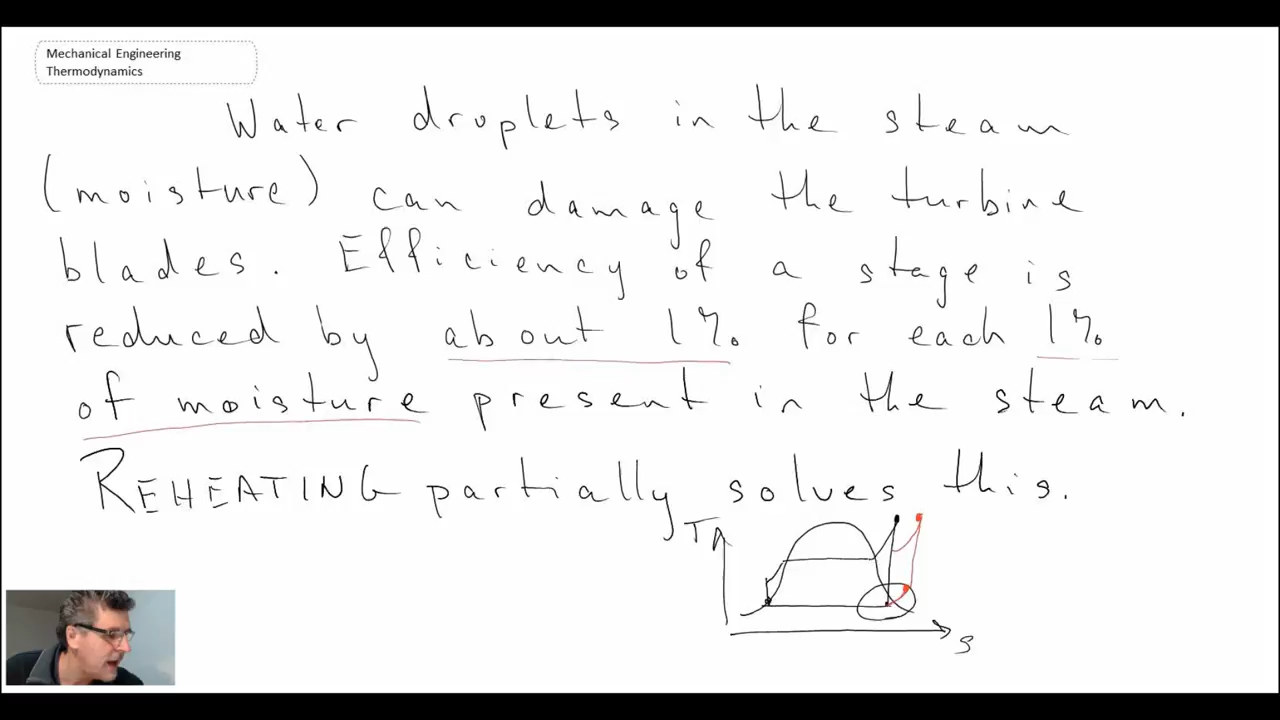 Mechanical Engineering
Thermodynamics
Water droplets in the steam
(moisture) can damage the turbine
blades. Efficiency of a stage is
reduced by about 1% for each 1%
of moisture present in the steam.
REHEATING partially solves this.
T
s